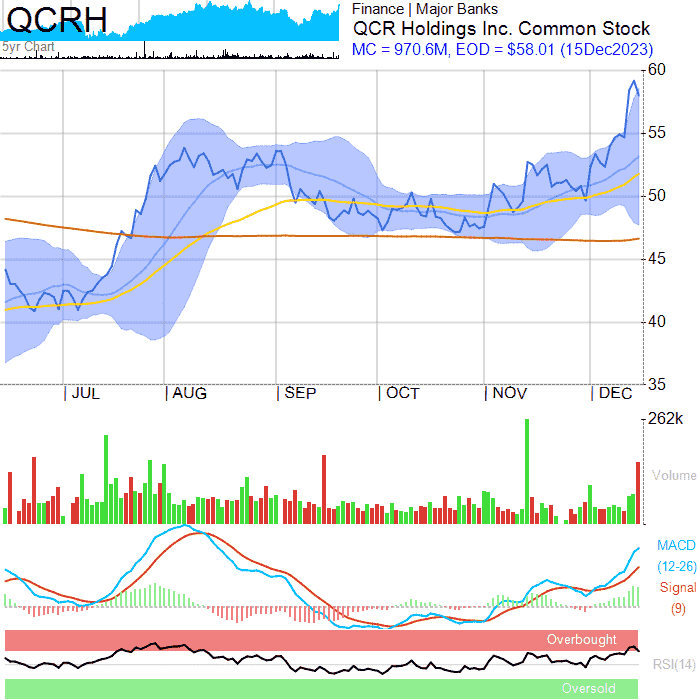 QCRH
5yr Chart
Finance | Major Banks
QCR Holdings Inc. Common Stock
MC = 970.6M, EOD = $58.01 (15Dec2023)
60
55
50
45
40
35
| JUL | AUG | SEP | OCT | NOV | DEC
262k
Volume
MACD
(12-26)
Signal
(9)
Overbought
RSI(14)
Oversold